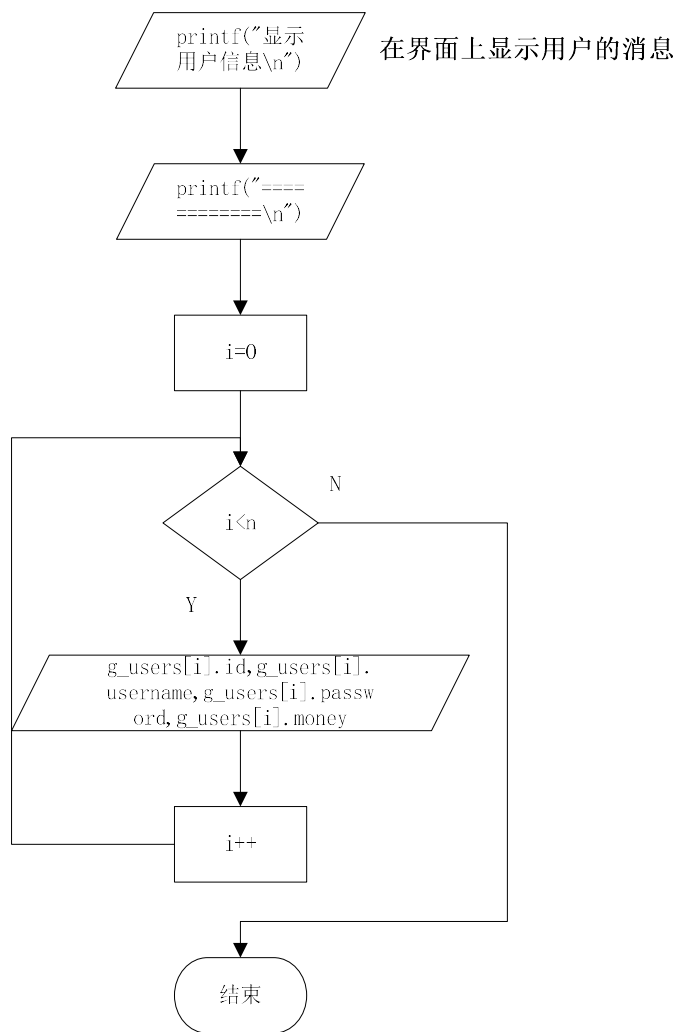 printf("显示
用户信息\n")
在界面上显示用户的消息
printf("====
========\n")
i=0
i<n
N
Y
g_users[i].id,g_users[i].
username,g_users[i].passw
ord,g_users[i].money
i++
结束